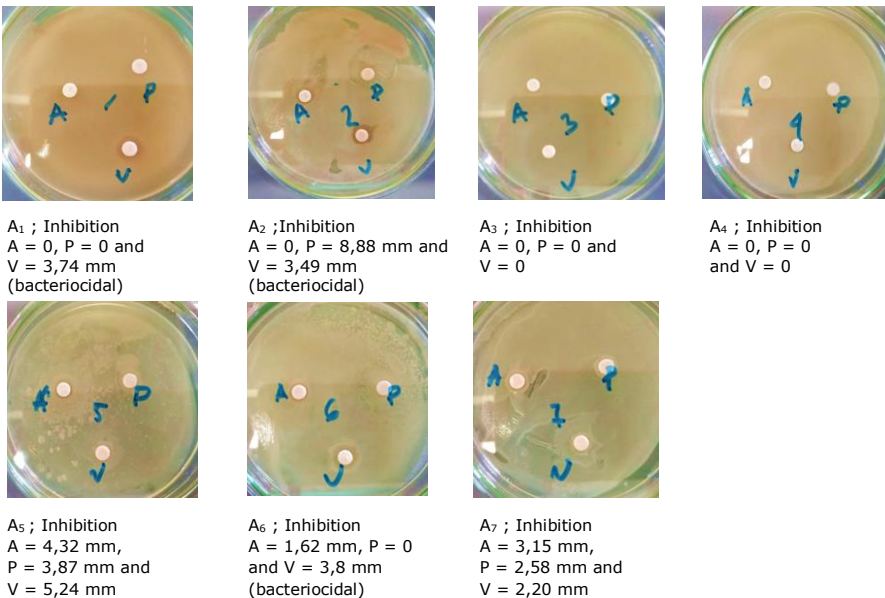 A
P
1
V
A
P
2
V
A
P
3
V
A
P
4
V
A₁ ; Inhibition
A = 0, P = 0 and
V = 3,74 mm
(bacteriocidal)
A₂ ;Inhibition
A = 0, P = 8,88 mm and
V = 3,49 mm
(bacteriocidal)
A₃ ; Inhibition
A = 0, P = 0 and
V = 0
A₄ ; Inhibition
A = 0, P = 0
and V = 0
A
P
5
V
A
P
6
V
A
P
7
V
A₅ ; Inhibition
A = 4,32 mm,
P = 3,87 mm and
V = 5,24 mm
A₆ ; Inhibition
A = 1,62 mm, P = 0
and V = 3,8 mm
(bacteriocidal)
A₇ ; Inhibition
A = 3,15 mm,
P = 2,58 mm and
V = 2,20 mm